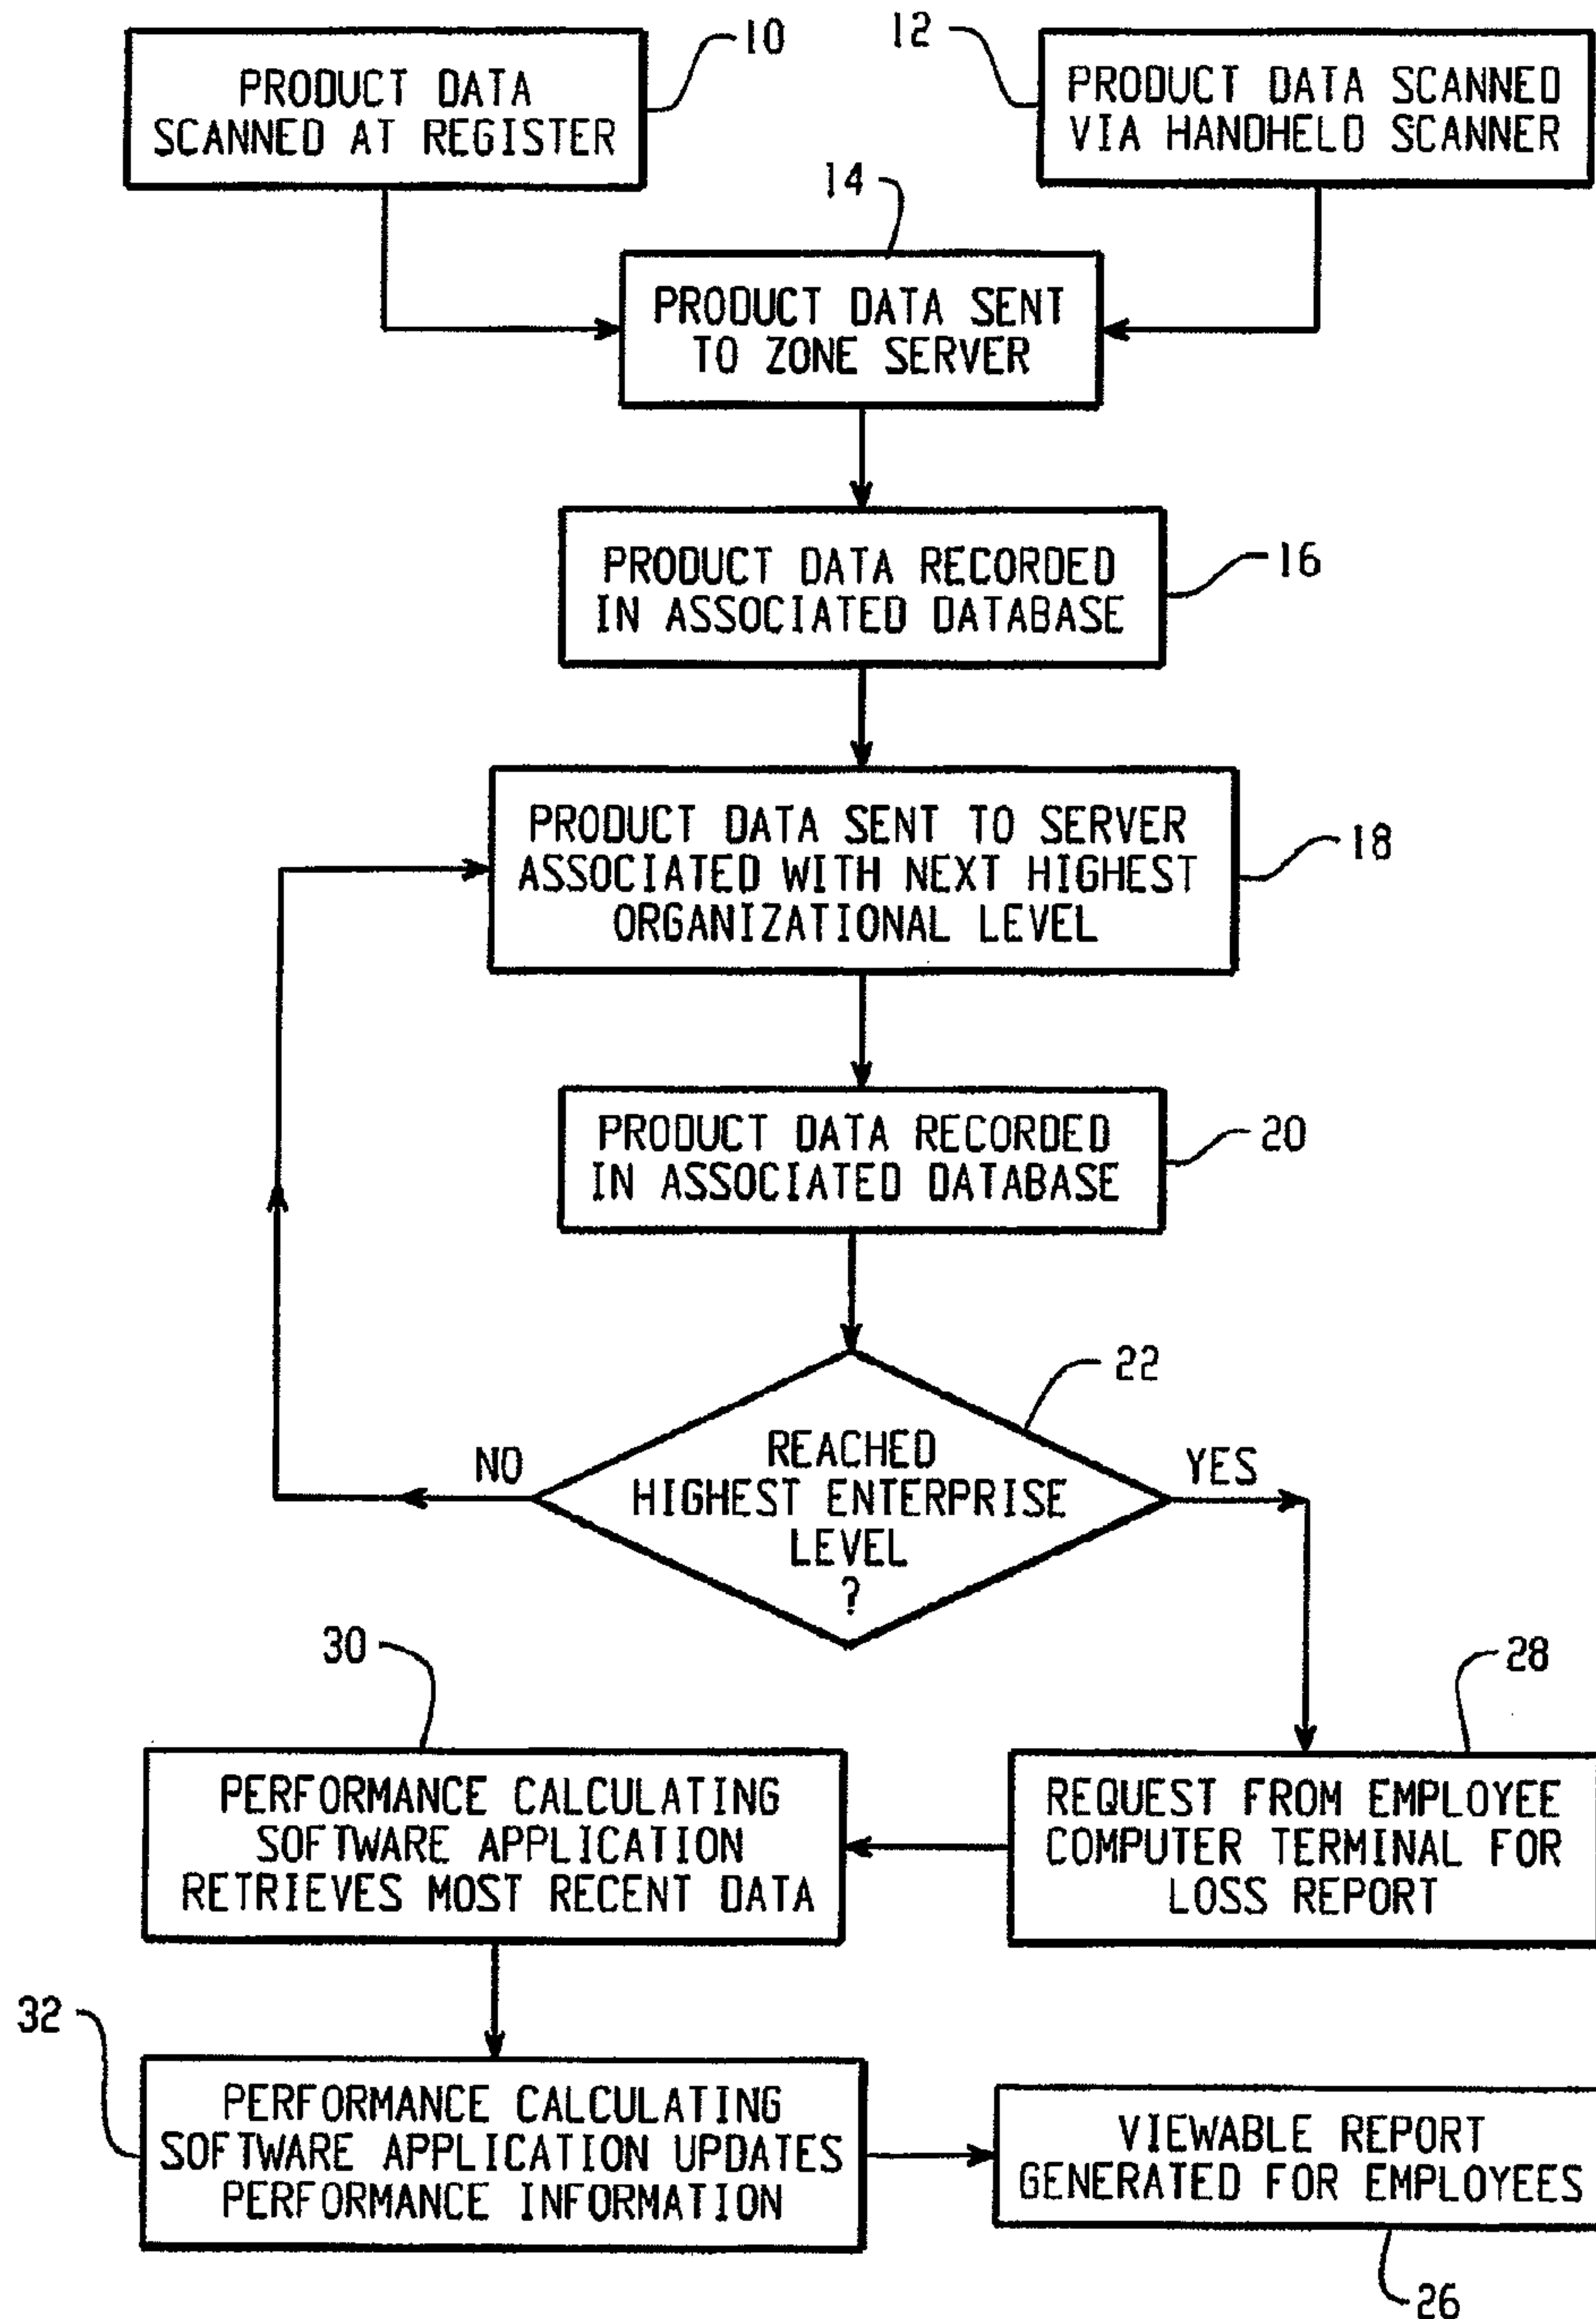 10
PRODUCT DATA
SCANNED AT REGISTER
12
PRODUCT DATA SCANNED
VIA HANDHELD SCANNER
14
PRODUCT DATA SENT
TO ZONE SERVER
PRODUCT DATA RECORDED
IN ASSOCIATED DATABASE
16
PRODUCT DATA SENT TO SERVER
ASSOCIATED WITH NEXT HIGHEST
ORGANIZATIONAL LEVEL
18
PRODUCT DATA RECORDED
IN ASSOCIATED DATABASE
20
22
REACHED
HIGHEST ENTERPRISE
LEVEL
?
NO
YES
28
REQUEST FROM EMPLOYEE
COMPUTER TERMINAL FOR
LOSS REPORT
30
PERFORMANCE CALCULATING
SOFTWARE APPLICATION
RETRIEVES MOST RECENT DATA
32
PERFORMANCE CALCULATING
SOFTWARE APPLICATION UPDATES
PERFORMANCE INFORMATION
VIEWABLE REPORT
GENERATED FOR EMPLOYEES
26